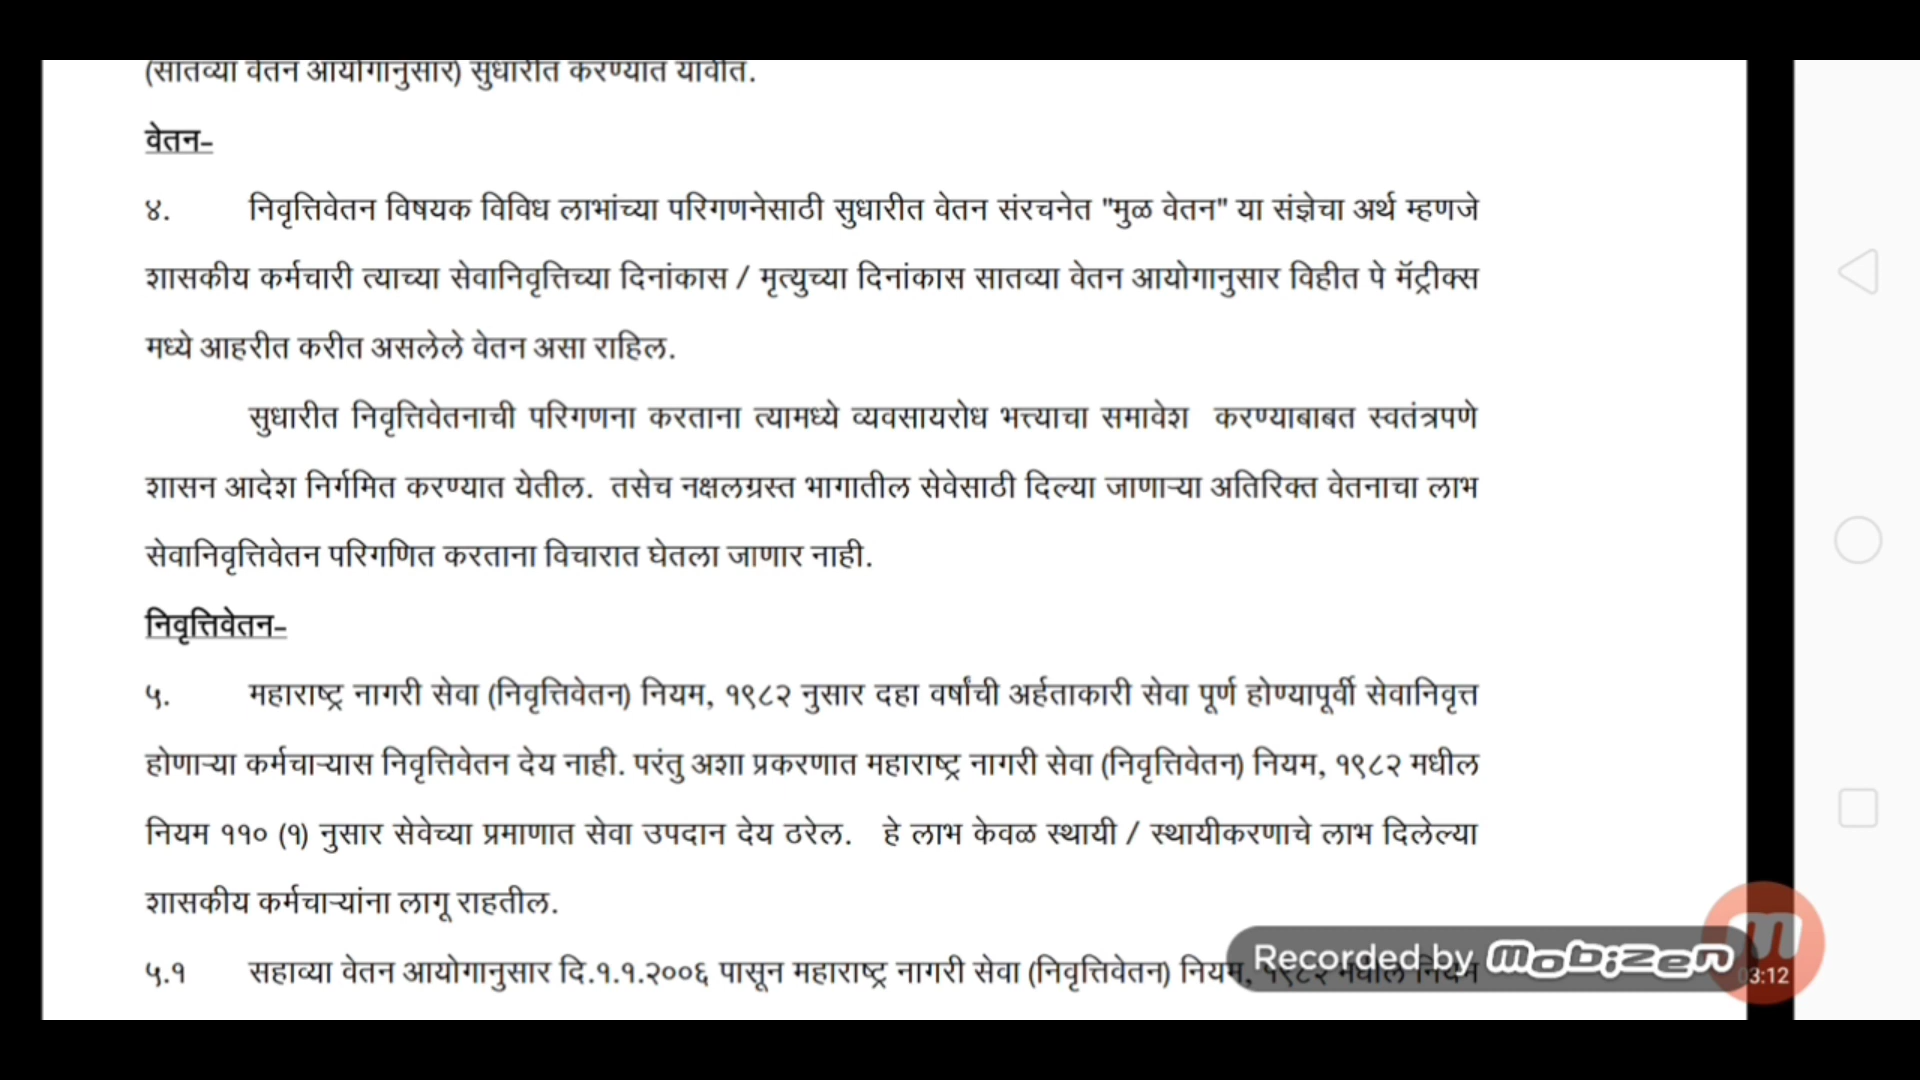 (सातव्या वेतन आयोगानुसार) सुधारीत करण्यात यावीत.
वेतन-
४. निवृत्तिवेतन विषयक विविध लाभांच्या परिगणनेसाठी सुधारीत वेतन संरचनेत "मुळ वेतन" या संज्ञेचा अर्थ म्हणजे
शासकीय कर्मचारी त्याच्या सेवानिवृत्तिच्या दिनांकास / मृत्युच्या दिनांकास सातव्या वेतन आयोगानुसार विहीत पे मॅट्रीक्स
मध्ये आहरीत करीत असलेले वेतन असा राहिल.
सुधारीत निवृत्तिवेतनाची परिगणना करताना त्यामध्ये व्यवसायरोध भत्त्याचा समावेश करण्याबाबत स्वतंत्रपणे
शासन आदेश निर्गमित करण्यात येतील. तसेच नक्षलग्रस्त भागातील सेवेसाठी दिल्या जाणाऱ्या अतिरिक्त वेतनाचा लाभ
सेवानिवृत्तिवेतन परिगणित करताना विचारात घेतला जाणार नाही.
निवृत्तिवेतन-
५. महाराष्ट्र नागरी सेवा (निवृत्तिवेतन) नियम, १९८२ नुसार दहा वर्षांची अर्हताकारी सेवा पूर्ण होण्यापूर्वी सेवानिवृत्त
होणाऱ्या कर्मचाऱ्यास निवृत्तिवेतन देय नाही. परंतु अशा प्रकरणात महाराष्ट्र नागरी सेवा (निवृत्तिवेतन) नियम, १९८२ मधील
नियम ११० (१) नुसार सेवेच्या प्रमाणात सेवा उपदान देय ठरेल. हे लाभ केवळ स्थायी / स्थायीकरणाचे लाभ दिलेल्या
शासकीय कर्मचाऱ्यांना लागू राहतील.
५.१ सहाव्या वेतन आयोगानुसार दि.१.१.२००६ पासून महाराष्ट्र नागरी सेवा (निवृत्तिवेतन) नियम, १९८२ मधील नियम
Recorded by mobizen
03:12